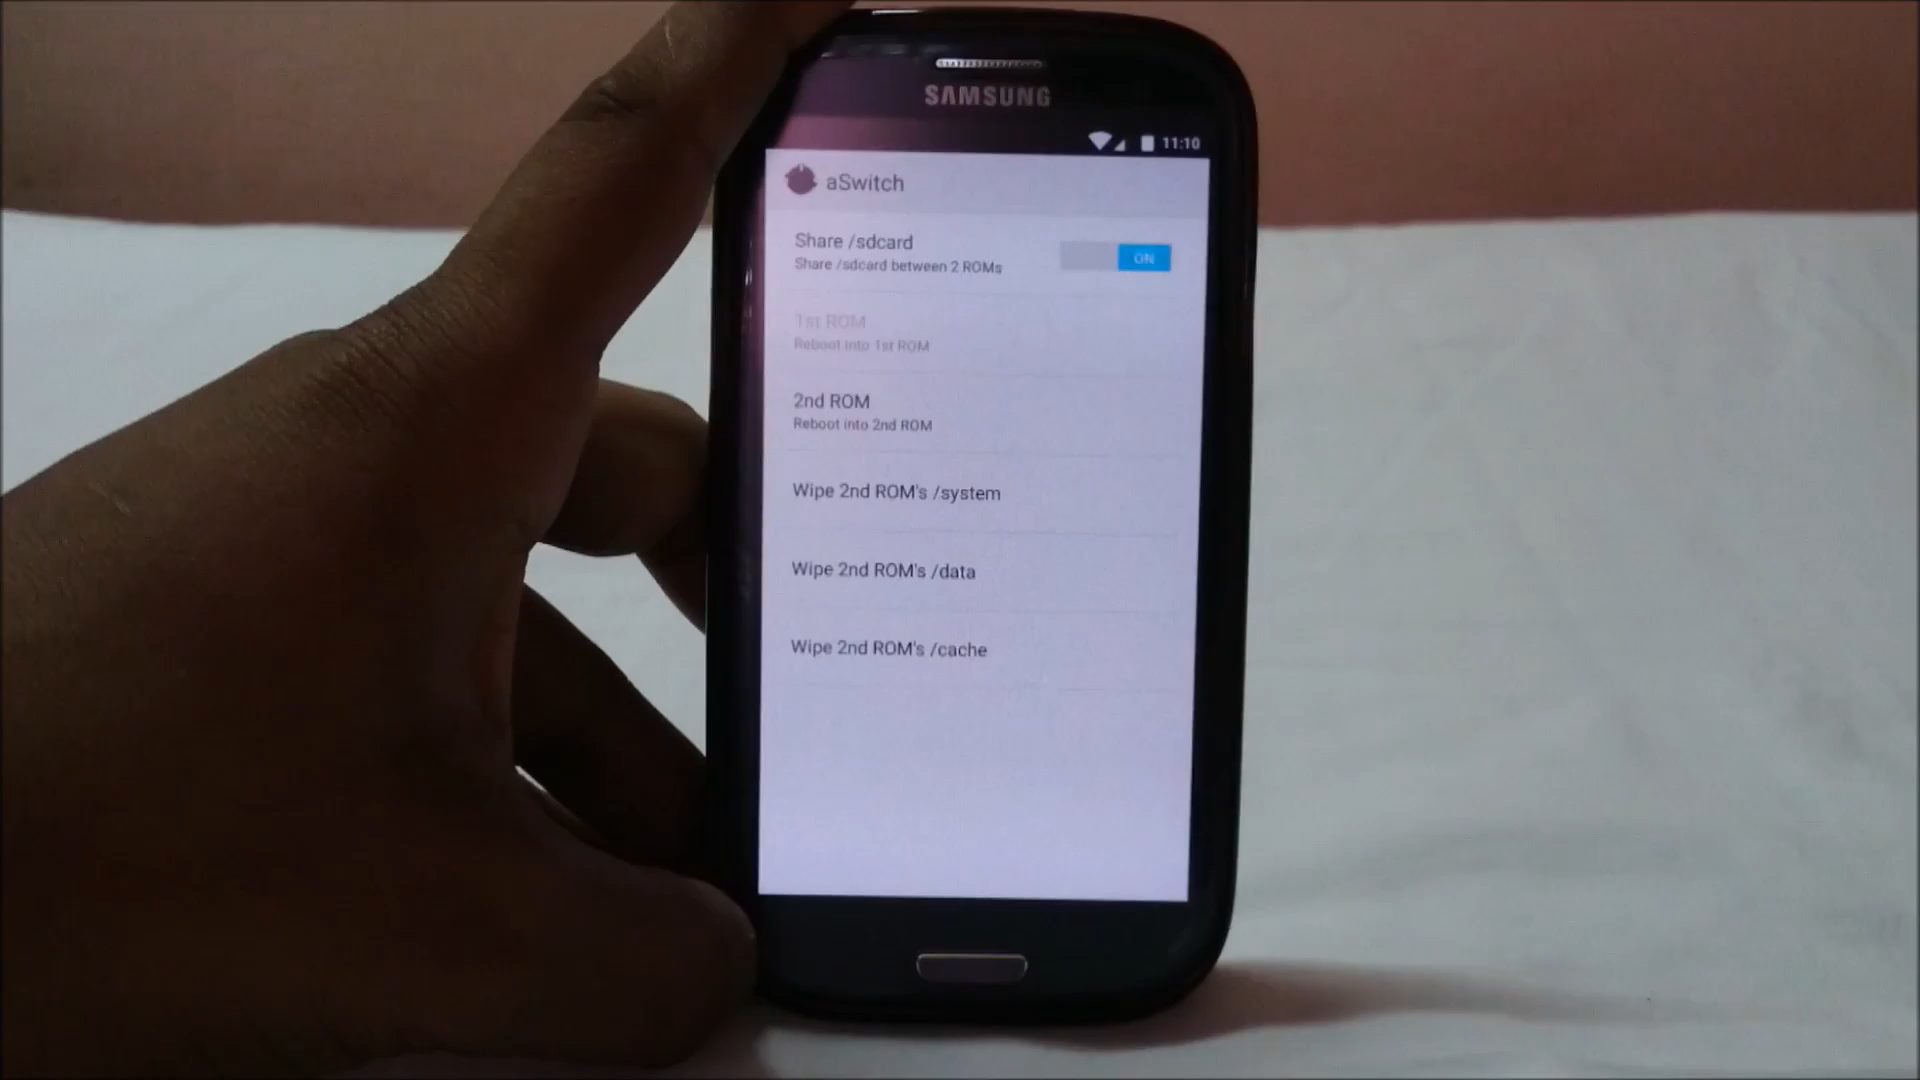 SAMSUNG
11:10
aSwitch
Share /sdcard
Share /sdcard between 2 ROMs
ON
1st ROM
Reboot into 1st ROM
2nd ROM
Reboot into 2nd ROM
Wipe 2nd ROM's /system
Wipe 2nd ROM's /data
Wipe 2nd ROM's /cache